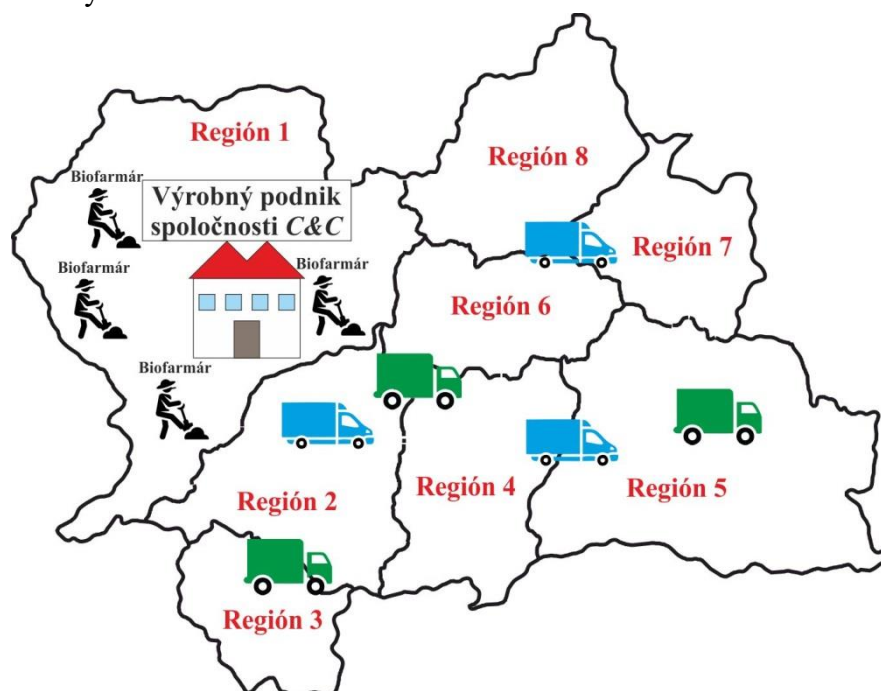 Región 1
Región 8
Biofarmár
Výrobný podnik
spoločnosti C&C
Región 7
Biofarmár
Biofarmár
Región 6
Biofarmár
Región 2
Región 4
Región 5
Región 3